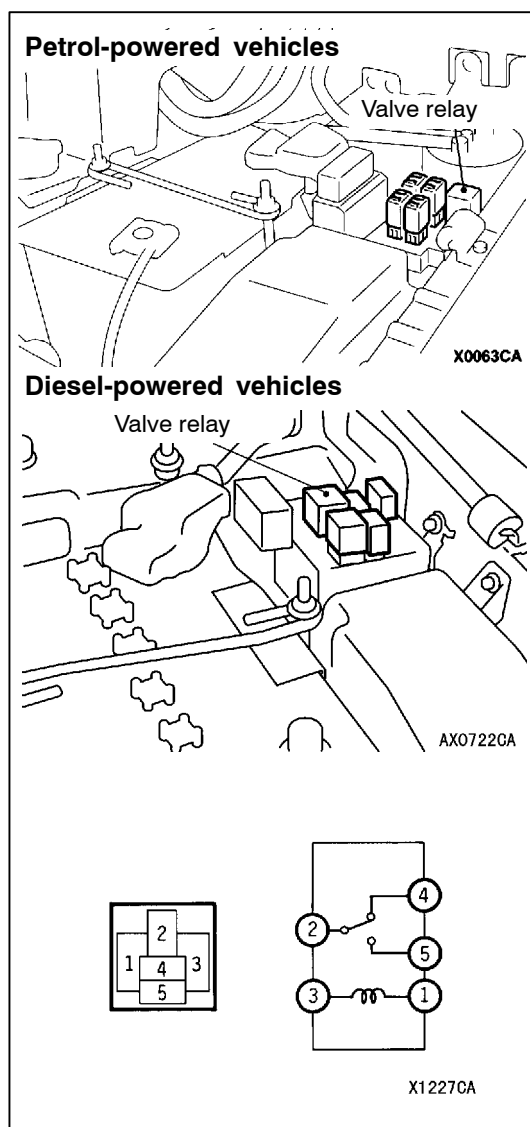 Petrol-powered vehicles
Valve relay
X0063CA
Diesel-powered vehicles
Valve relay
AX0722CA
2
1 4 3
5
4
2
5
3 1
X1227CA